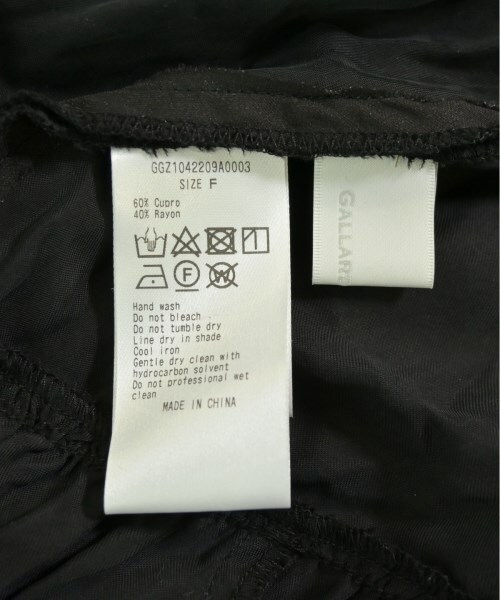 GGZ1042209A0003
SIZE F
60% Cupro
40% Rayon
F
W
Hand wash
Do not bleach
Do not tumble dry
Line dry in shade
Cool iron
Gentle dry clean with
hydrocarbon solvent
Do not professional wet
clean
MADE IN CHINA
GALLAR